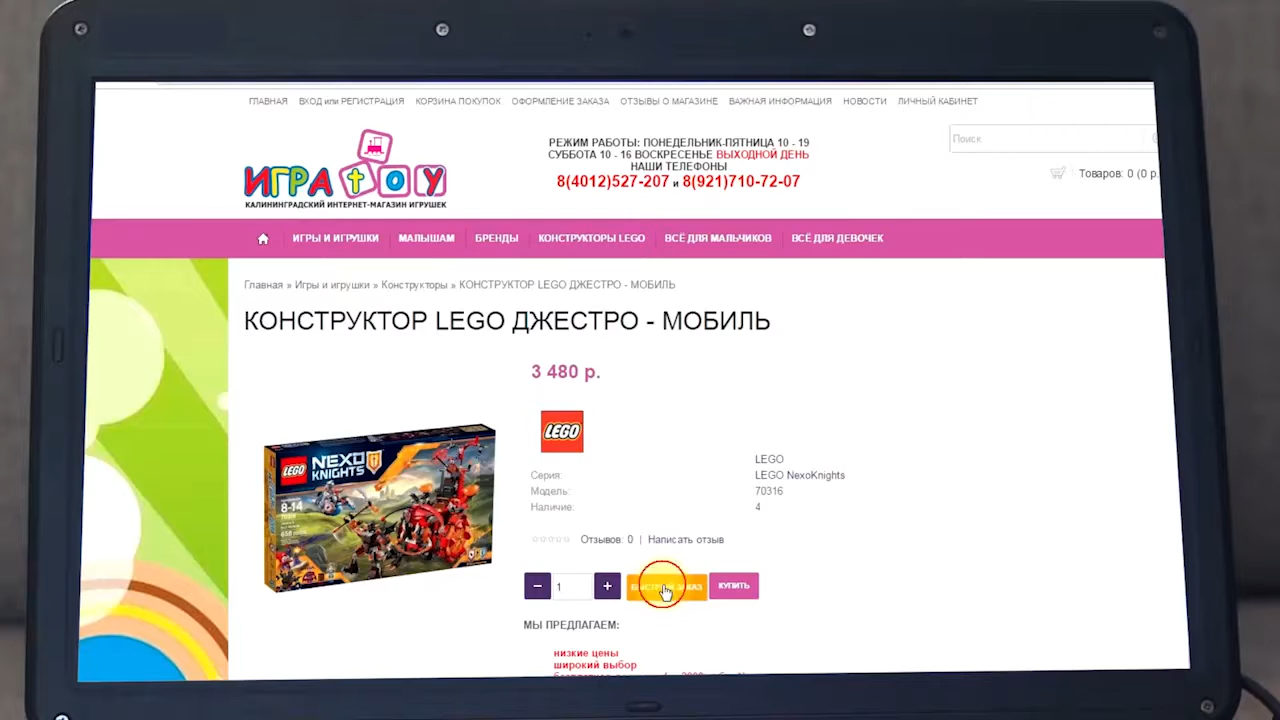 ГЛАВНАЯ ВХОД или РЕГИСТРАЦИЯ КОРЗИНА ПОКУПОК ОФОРМЛЕНИЕ ЗАКАЗА ОТЗЫВЫ О МАГАЗИНЕ ВАЖНАЯ ИНФОРМАЦИЯ НОВОСТИ ЛИЧНЫЙ КАБИНЕТ
ИГРАTOY
КАЛИНИНГРАДСКИЙ ИНТЕРНЕТ-МАГАЗИН ИГРУШЕК
РЕЖИМ РАБОТЫ: ПОНЕДЕЛЬНИК-ПЯТНИЦА 10 - 19
СУББОТА 10 - 16 ВОСКРЕСЕНЬЕ ВЫХОДНОЙ ДЕНЬ
НАШИ ТЕЛЕФОНЫ
8(4012)527-207 и 8(921)710-72-07
Поиск
Товаров: 0 (0 р.
ИГРЫ И ИГРУШКИ МАЛЫШАМ БРЕНДЫ КОНСТРУКТОРЫ LEGO ВСЁ ДЛЯ МАЛЬЧИКОВ ВСЁ ДЛЯ ДЕВОЧЕК
Главная » Игры и игрушки » Конструкторы » КОНСТРУКТОР LEGO ДЖЕСТРО - МОБИЛЬ
КОНСТРУКТОР LEGO ДЖЕСТРО - МОБИЛЬ
3 480 р.
LEGO
LEGO NEXO KNIGHTS
8-14
LEGO
Серия: LEGO NexoKnights
Модель: 70316
Наличие: 4
Отзывов: 0 | Написать отзыв
− 1 + БЫСТРЫЙ ЗАКАЗ КУПИТЬ
МЫ ПРЕДЛАГАЕМ:
низкие цены
широкий выбор